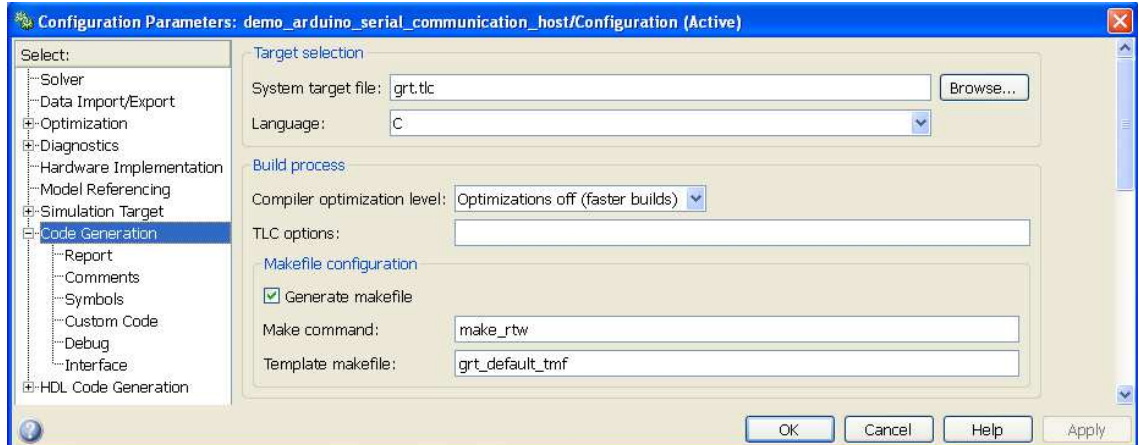 Configuration Parameters: demo_arduino_serial_communication_host/Configuration (Active)
Select:
Solver
Data Import/Export
Optimization
Diagnostics
Hardware Implementation
Model Referencing
Simulation Target
Code Generation
Report
Comments
Symbols
Custom Code
Debug
Interface
HDL Code Generation
Target selection
System target file: grt.tlc Browse...
Language: C
Build process
Compiler optimization level: Optimizations off (faster builds)
TLC options:
Makefile configuration
Generate makefile
Make command: make_rtw
Template makefile: grt_default_tmf
OK Cancel Help Apply